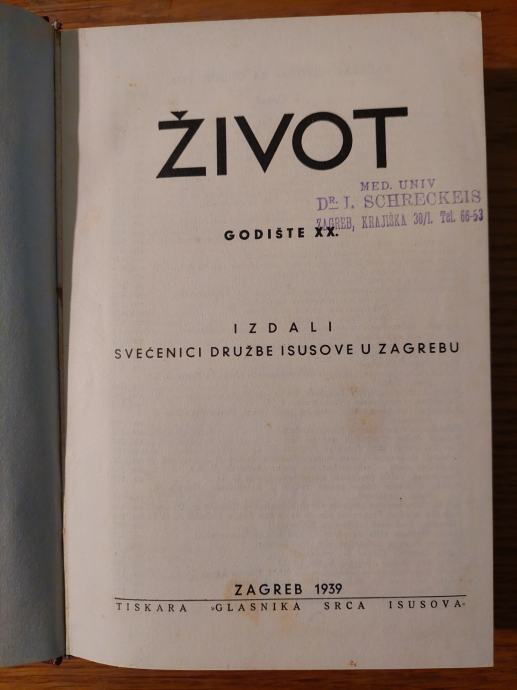 ŽIVOT
MED. UNIV
DR. I. SCHRECKEIS
ZAGREB, KRAJIŠKA 30/I. Tel. 66-53
GODIŠTE XX.
IZDALI
SVEĆENICI DRUŽBE ISUSOVE U ZAGREBU
ZAGREB 1939
TISKARA »GLASNIKA SRCA ISUSOVA«